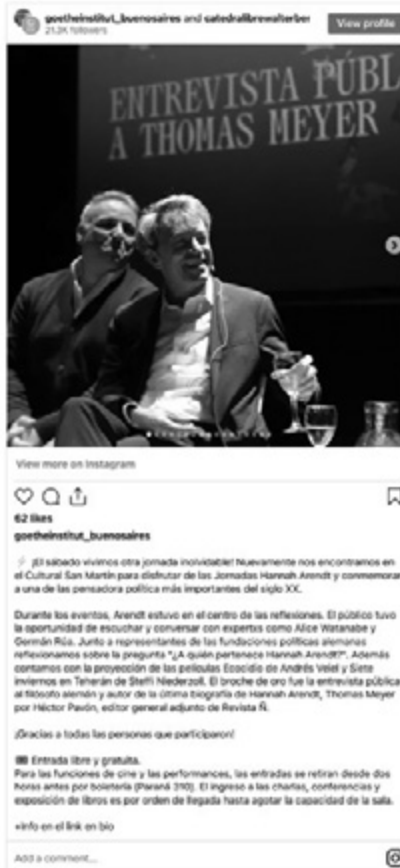 goetheinstitut_buenosaires and catedralibrewalterber
21.3K followers
View profile
ENTREVISTA PÚBL
A THOMAS MEYER
View more on Instagram
62 likes
goetheinstitut_buenosaires
¡El sábado vivimos otra jornada inolvidable! Nuevamente nos encontramos en
el Cultural San Martín para disfrutar de las Jornadas Hannah Arendt y conmemorar
a una de las pensadora política más importantes del siglo XX.
Durante los eventos, Arendt estuvo en el centro de las reflexiones. El público tuvo
la oportunidad de escuchar y conversar con expertxs como Alice Watanabe y
Germán Rúa. Junto a representantes de las fundaciones políticas alemanas
reflexionamos sobre la pregunta "¿A quién pertenece Hannah Arendt?". Además
contamos con la proyección de las películas Ecocidio de Andrés Veiel y Siete
inviernos en Teherán de Steffi Niederzoll. El broche de oro fue la entrevista pública
al filósofo alemán y autor de la última biografía de Hannah Arendt, Thomas Meyer
por Héctor Pavón, editor general adjunto de Revista Ñ.
¡Gracias a todas las personas que participaron!
Entrada libre y gratuita.
Para las funciones de cine y las performances, las entradas se retiran desde dos
horas antes por boletería (Paraná 310). El ingreso a las charlas, conferencias y
exposición de libros es por orden de llegada hasta agotar la capacidad de la sala.
+info en el link en bio
Add a comment...